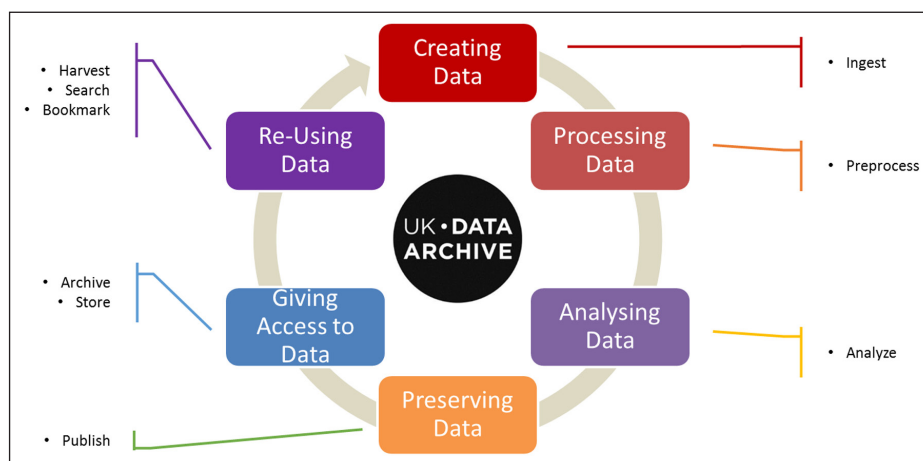 Creating
Data
• Ingest
Processing
Data
• Preprocess
Analysing
Data
• Analyze
Preserving
Data
• Publish
Giving
Access to
Data
• Archive
• Store
Re-Using
Data
• Harvest
• Search
• Bookmark
UK • DATA
ARCHIVE